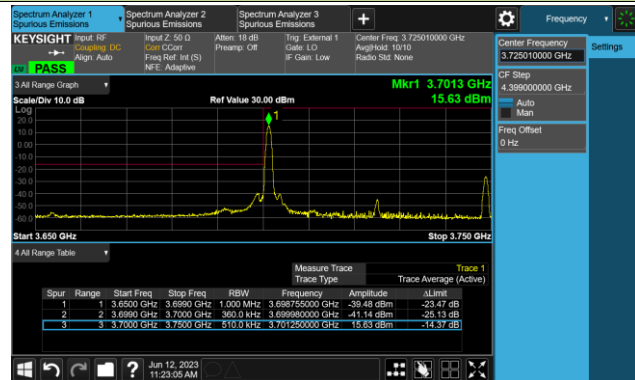 Spectrum Analyzer 1
Spurious Emissions
Spectrum Analyzer 2
Spurious Emissions
Spectrum Analyzer 3
Spurious Emissions
Frequency
KEYSIGHT
Input: RF
Coupling: DC
Align: Auto
Input Z: 50 Ω
Corr CCorr
Freq Ref: Int (S)
NFE: Adaptive
Atten: 18 dB
Preamp: Off
Trig: External 1
Gate: LO
IF Gain: Low
Center Freq: 3.725010000 GHz
Avg|Hold: 10/10
Radio Std: None
PASS
Center Frequency
3.725010000 GHz
Settings
CF Step
4.399000000 GHz
Auto
Man
Freq Offset
0 Hz
3 All Range Graph
Mkr1 3.7013 GHz
Scale/Div 10.0 dB
Ref Value 30.00 dBm
15.63 dBm
Log
1
20.0
10.0
0.00
-10.0
-20.0
-30.0
-40.0
-50.0
-60.0
Start 3.650 GHz
Stop 3.750 GHz
4 All Range Table
Measure Trace Trace 1
Trace Type Trace Average (Active)
Spur Range Start Freq Stop Freq RBW Frequency Amplitude ΔLimit
1 1 3.6500 GHz 3.6990 GHz 1.000 MHz 3.698755000 GHz -39.48 dBm -23.47 dB
2 2 3.6990 GHz 3.7000 GHz 360.0 kHz 3.699980000 GHz -41.14 dBm -25.13 dB
3 3 3.7000 GHz 3.7500 GHz 510.0 kHz 3.701250000 GHz 15.63 dBm -14.37 dB
Jun 12, 2023
11:23:05 AM